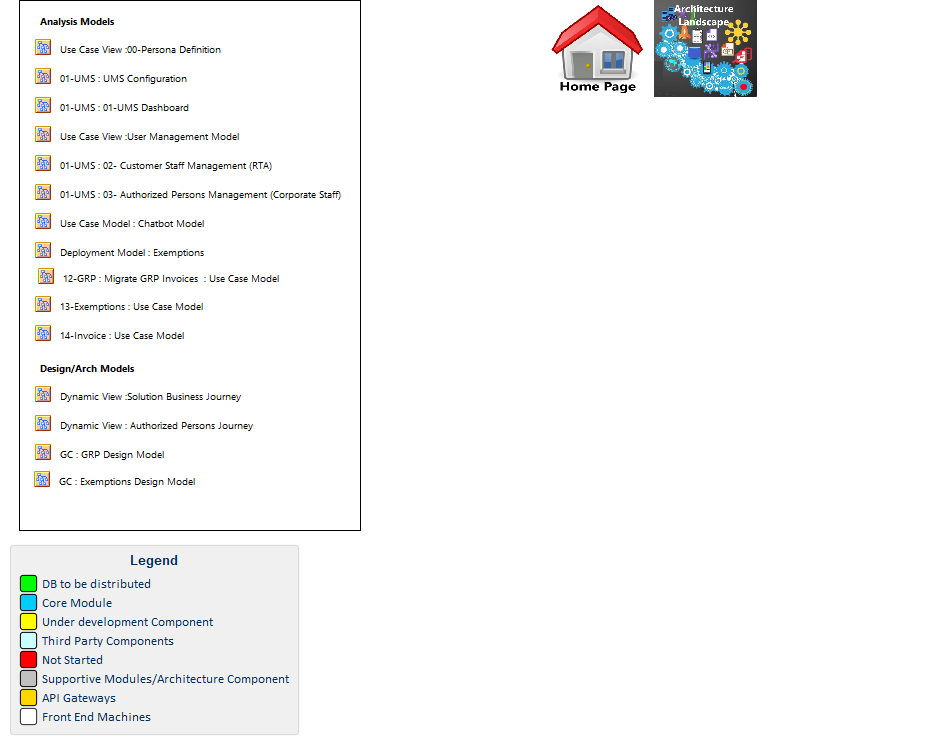 Analysis Models
Use Case View :00-Persona Definition
01-UMS : UMS Configuration
01-UMS : 01-UMS Dashboard
Use Case View :User Management Model
01-UMS : 02- Customer Staff Management (RTA)
01-UMS : 03- Authorized Persons Management (Corporate Staff)
Use Case Model : Chatbot Model
Deployment Model : Exemptions
12-GRP : Migrate GRP Invoices  : Use Case Model
13-Exemptions : Use Case Model
14-Invoice : Use Case Model
Design/Arch Models
Dynamic View :Solution Business Journey
Dynamic View : Authorized Persons Journey
GC : GRP Design Model
GC : Exemptions Design Model
Home Page
Architecture
Landscape
Legend
DB to be distributed
Core Module
Under development Component
Third Party Components
Not Started
Supportive Modules/Architecture Component
API Gateways
Front End Machines